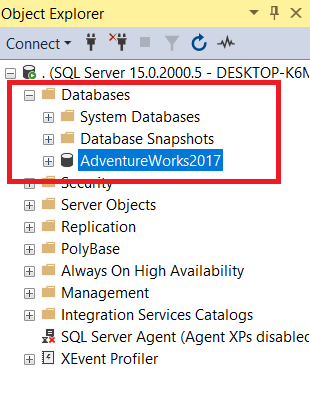 Object Explorer
Connect
. (SQL Server 15.0.2000.5 - DESKTOP-K6M
Databases
System Databases
Database Snapshots
AdventureWorks2017
Security
Server Objects
Replication
PolyBase
Always On High Availability
Management
Integration Services Catalogs
SQL Server Agent (Agent XPs disabled
XEvent Profiler